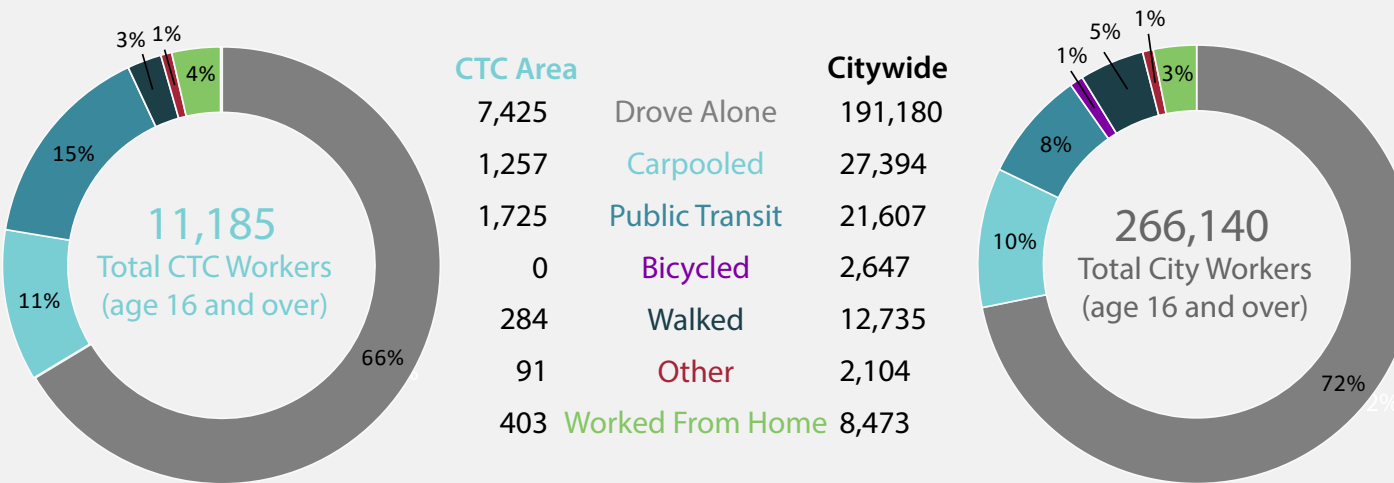 3% 1%
4%
15%
11%
66%
11,185
Total CTC Workers
(age 16 and over)
CTC Area Citywide
7,425 Drove Alone 191,180
1,257 Carpooled 27,394
1,725 Public Transit 21,607
0 Bicycled 2,647
284 Walked 12,735
91 Other 2,104
403 Worked From Home 8,473
1%
5%
1%
3%
8%
10%
72%
2%
266,140
Total City Workers
(age 16 and over)